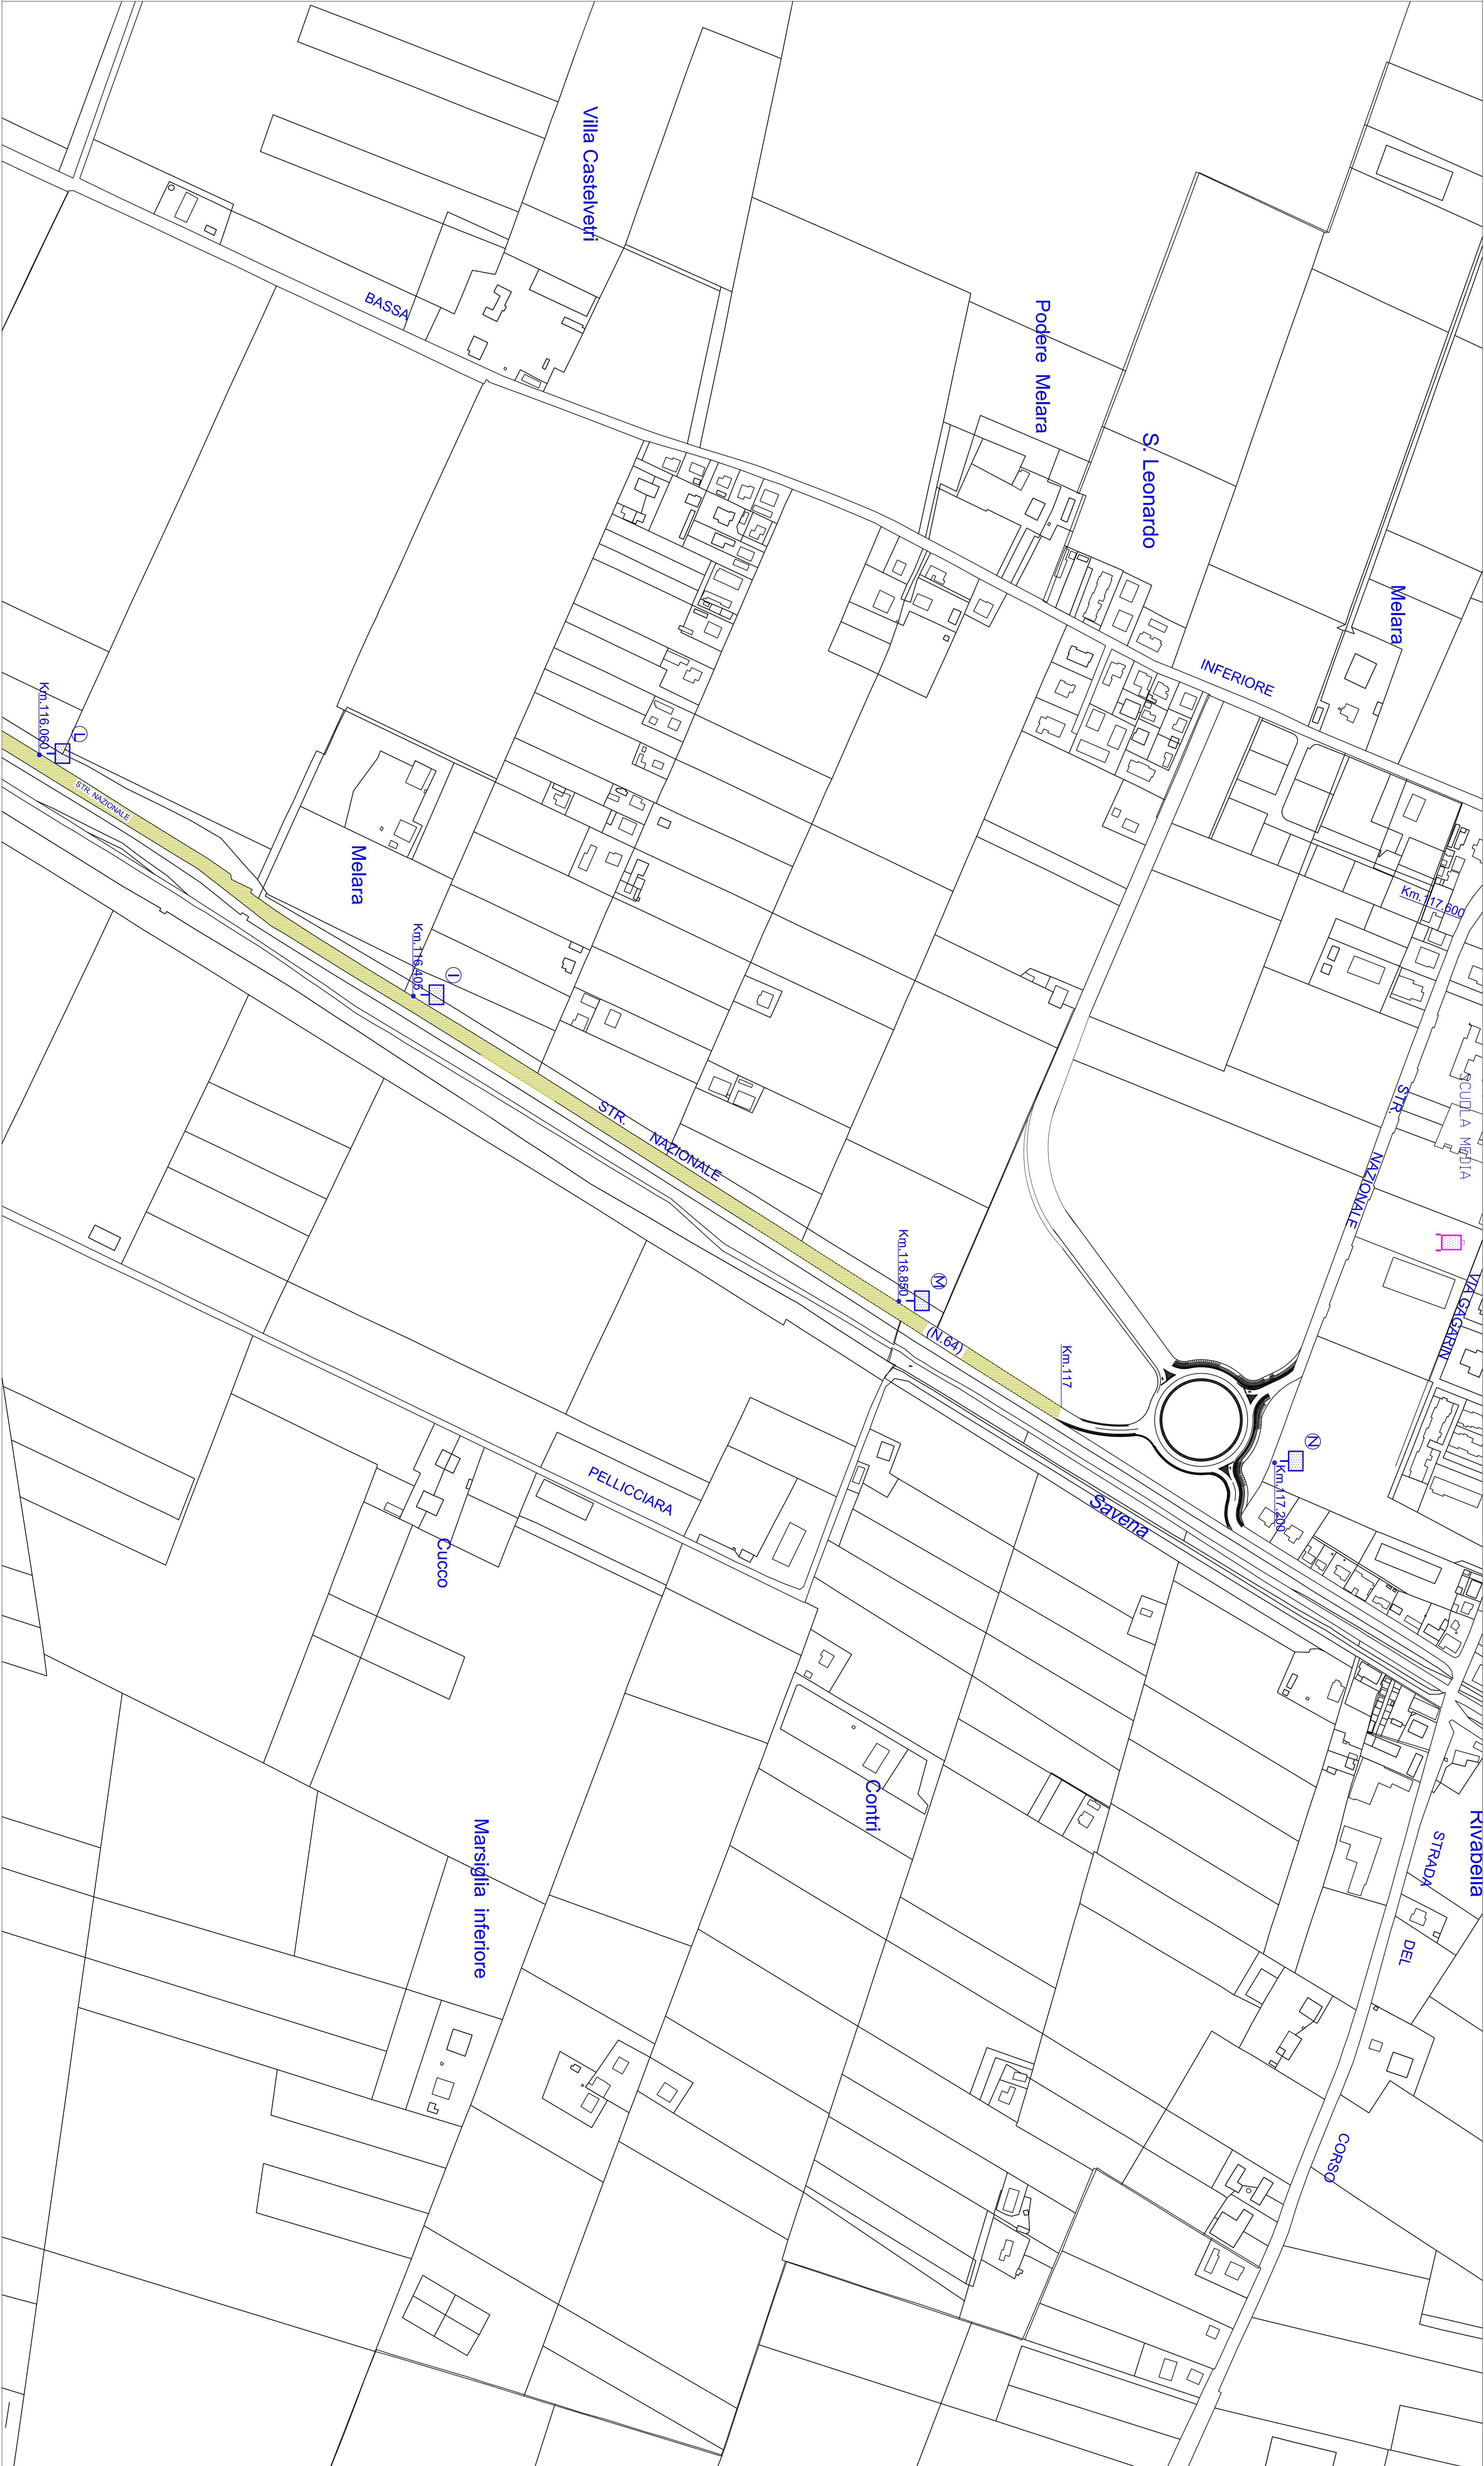 Villa Castelvetri
BASSA
Podere Melara
S. Leonardo
Melara
INFERIORE
Km.117.600
L
Km.116.060
STR. NAZIONALE
Melara
I
Km.116.405
STR. NAZIONALE
(N.64)
M
Km.116.850
Km.117
N
Km.117.200
STR. NAZIONALE
SCUOLA MEDIA
VIA GAGARIN
Savena
PELLICCIARA
Cucco
Contri
Marsiglia inferiore
Rivabella
STRADA DEL CORSO